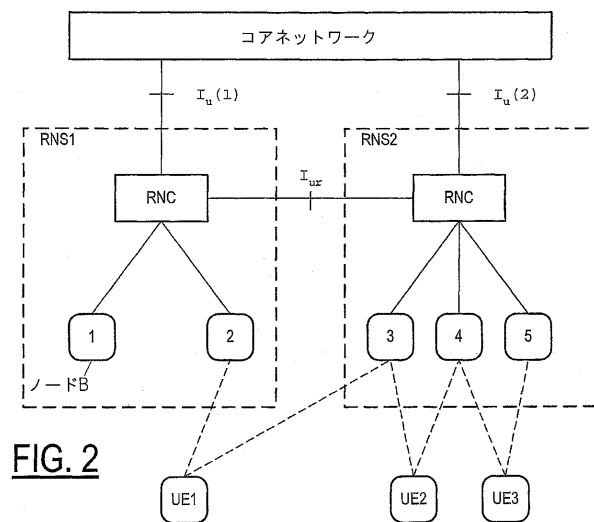 コアネットワーク
Iu(1)
Iu(2)
RNS1
RNS2
RNC
Iur
RNC
1
2
3
4
5
ノードB
FIG. 2
UE1
UE2
UE3